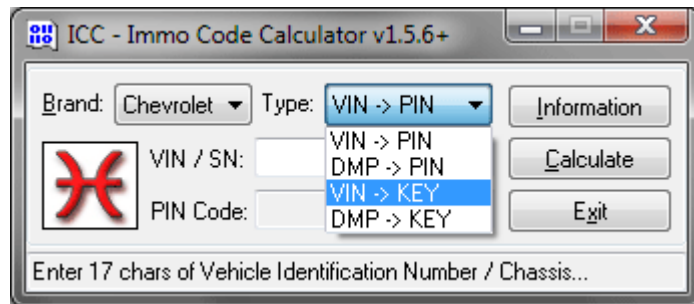 ICC - Immo Code Calculator v1.5.6+
Brand: Chevrolet Type: VIN -> PIN Information
VIN -> PIN
DMP -> PIN
VIN -> KEY
DMP -> KEY
VIN / SN: Calculate
PIN Code: Exit
Enter 17 chars of Vehicle Identification Number / Chassis...